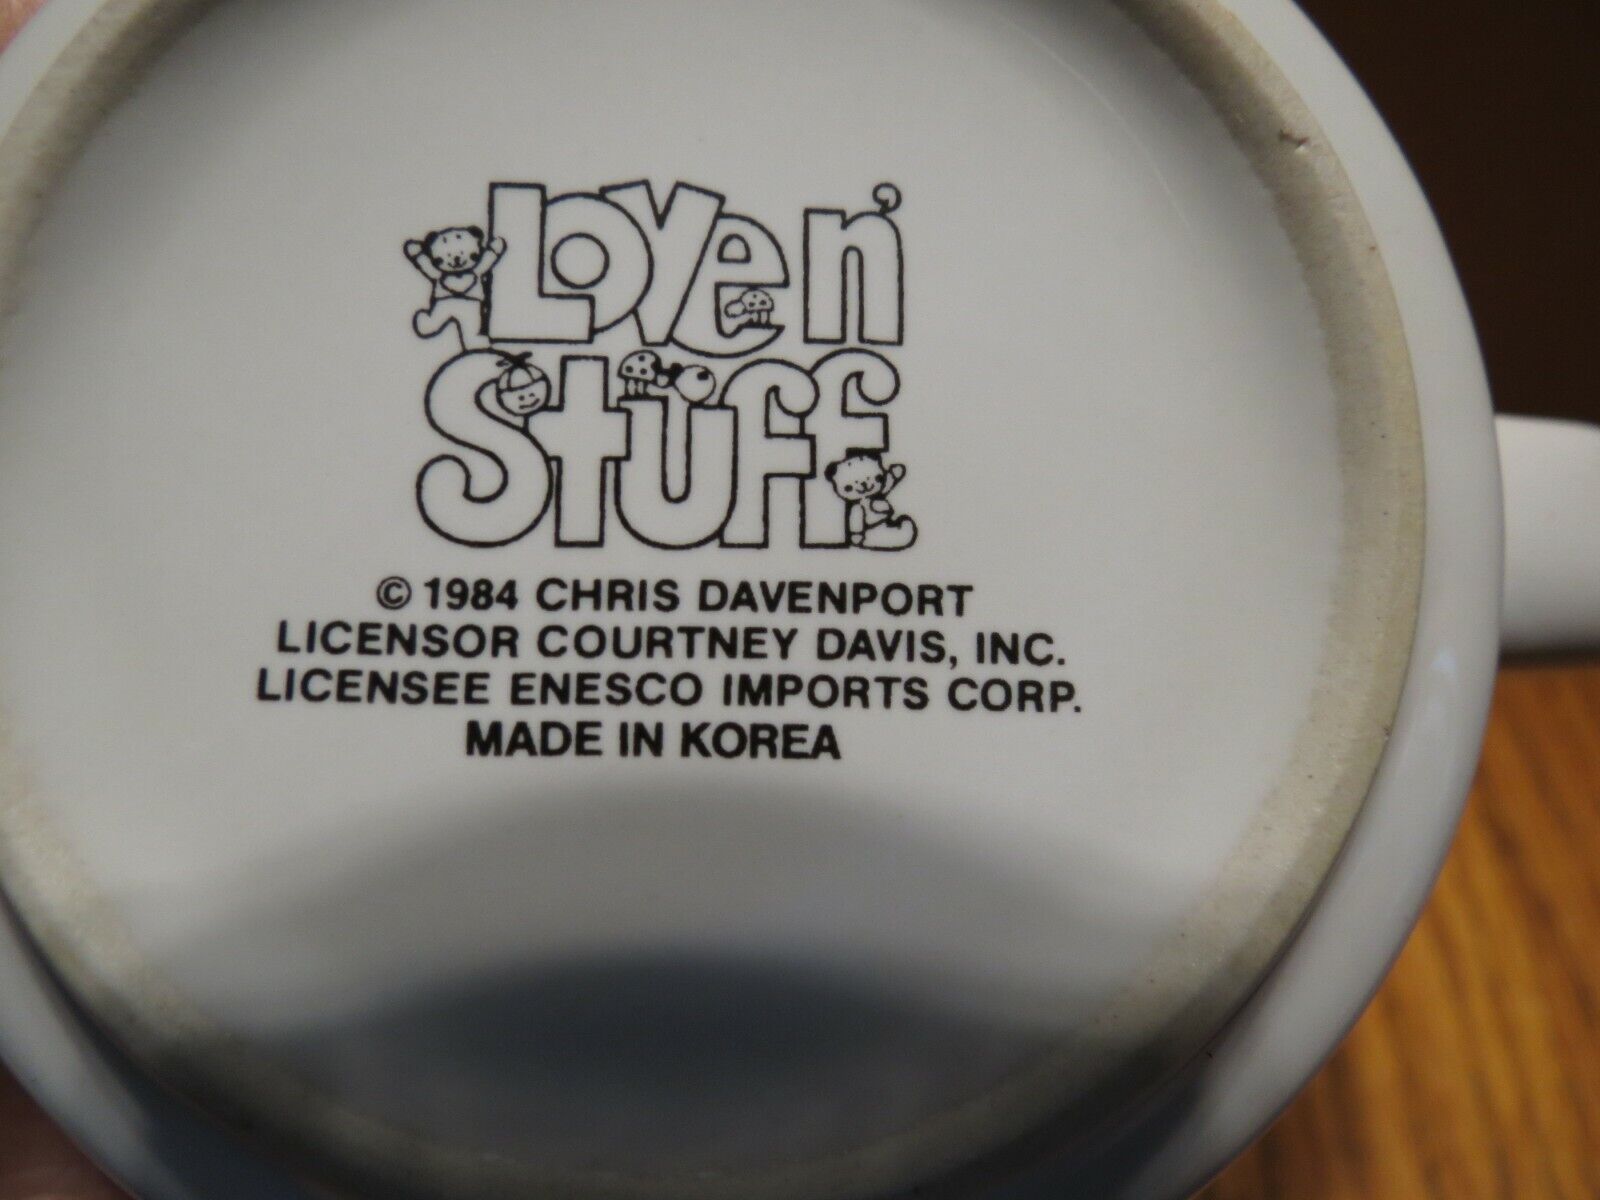 Love n'
Stuff
© 1984 CHRIS DAVENPORT
LICENSOR COURTNEY DAVIS, INC.
LICENSEE ENESCO IMPORTS CORP.
MADE IN KOREA